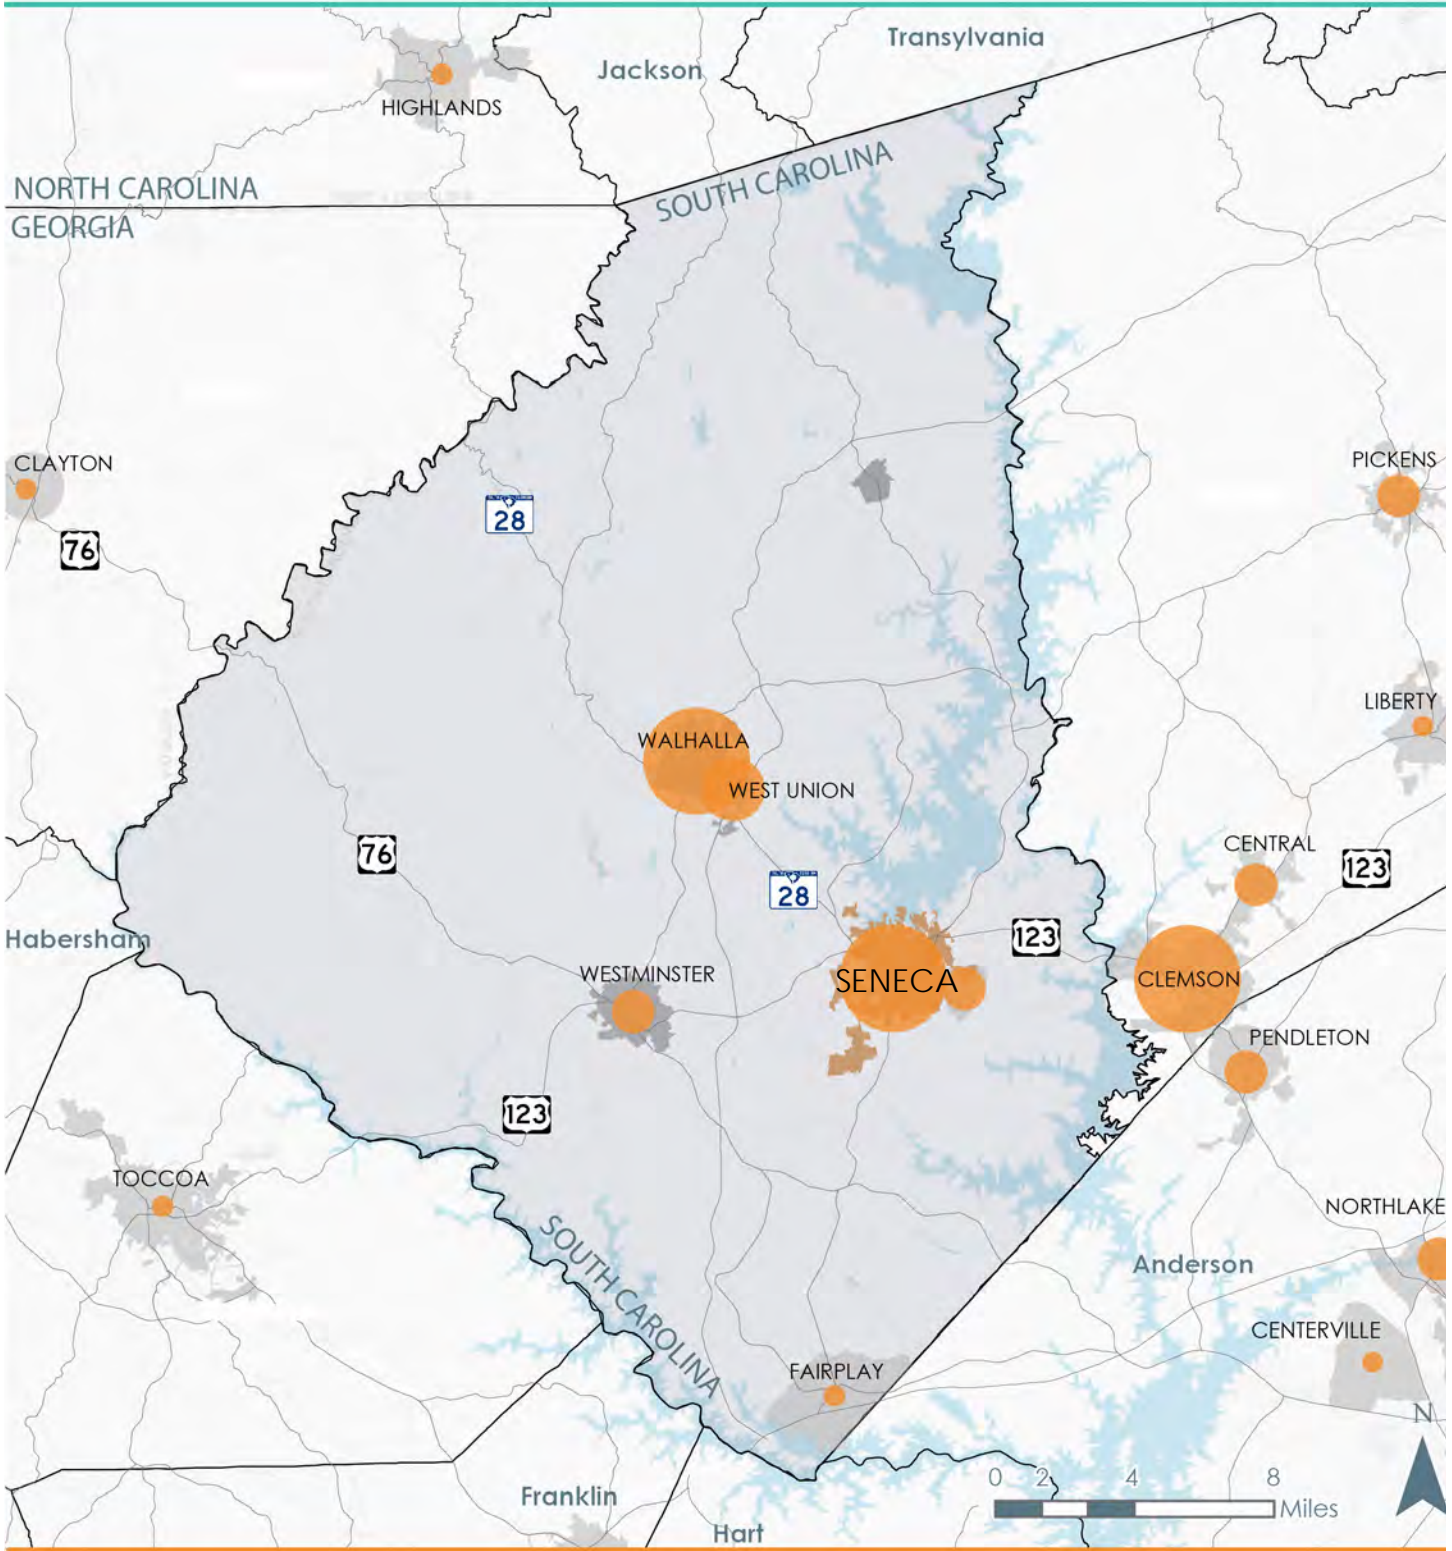 Transylvania
Jackson
HIGHLANDS
SOUTH CAROLINA
NORTH CAROLINA
GEORGIA
CLAYTON
PICKENS
28
76
LIBERTY
WALHALLA
WEST UNION
CENTRAL
76
123
28
Habersham
123
WESTMINSTER
SENECA
CLEMSON
PENDLETON
123
TOCCOA
NORTHLAKE
SOUTH CAROLINA
Anderson
CENTERVILLE
FAIRPLAY
N
0 2 4 8
Miles
Franklin
Hart